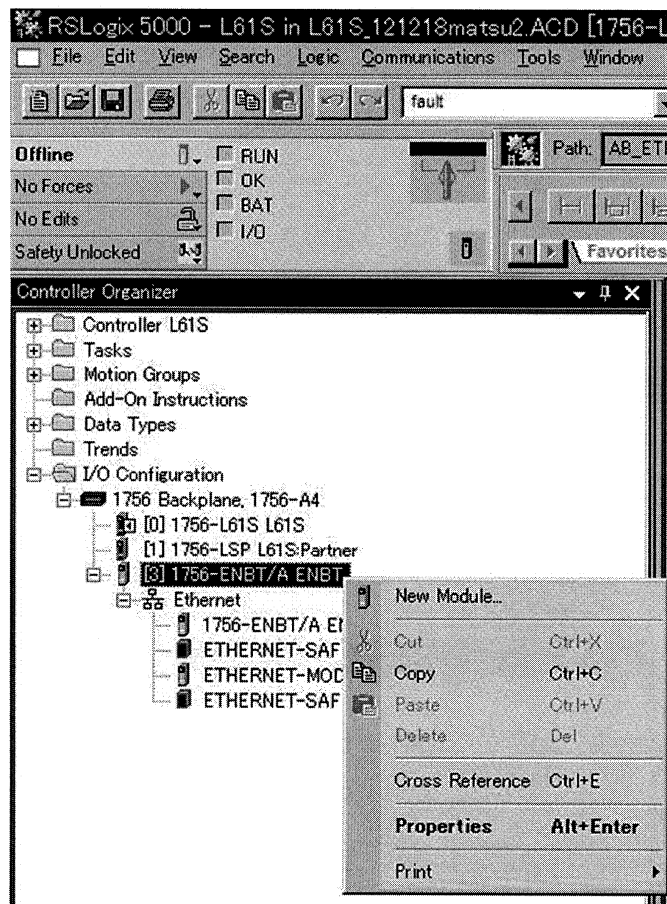 RSLogix 5000 - L61S in L61S_121218matsu2.ACD [1756-L
File Edit View Search Logic Communications Tools Window
fault
Offline
RUN
Path: AB_ET
No Forces
OK
No Edits
BAT
I/O
Safety Unlocked
Favorites
Controller Organizer
Controller L61S
Tasks
Motion Groups
Add-On Instructions
Data Types
Trends
I/O Configuration
1756 Backplane, 1756-A4
[0] 1756-L61S L61S
[1] 1756-LSP L61S:Partner
[3] 1756-ENBT/A ENBT
Ethernet
1756-ENBT/A
ETHERNET-SAF
ETHERNET-MOD
ETHERNET-SAF
New Module...
Cut Ctrl+X
Copy Ctrl+C
Paste Ctrl+V
Delete Del
Cross Reference Ctrl+E
Properties Alt+Enter
Print